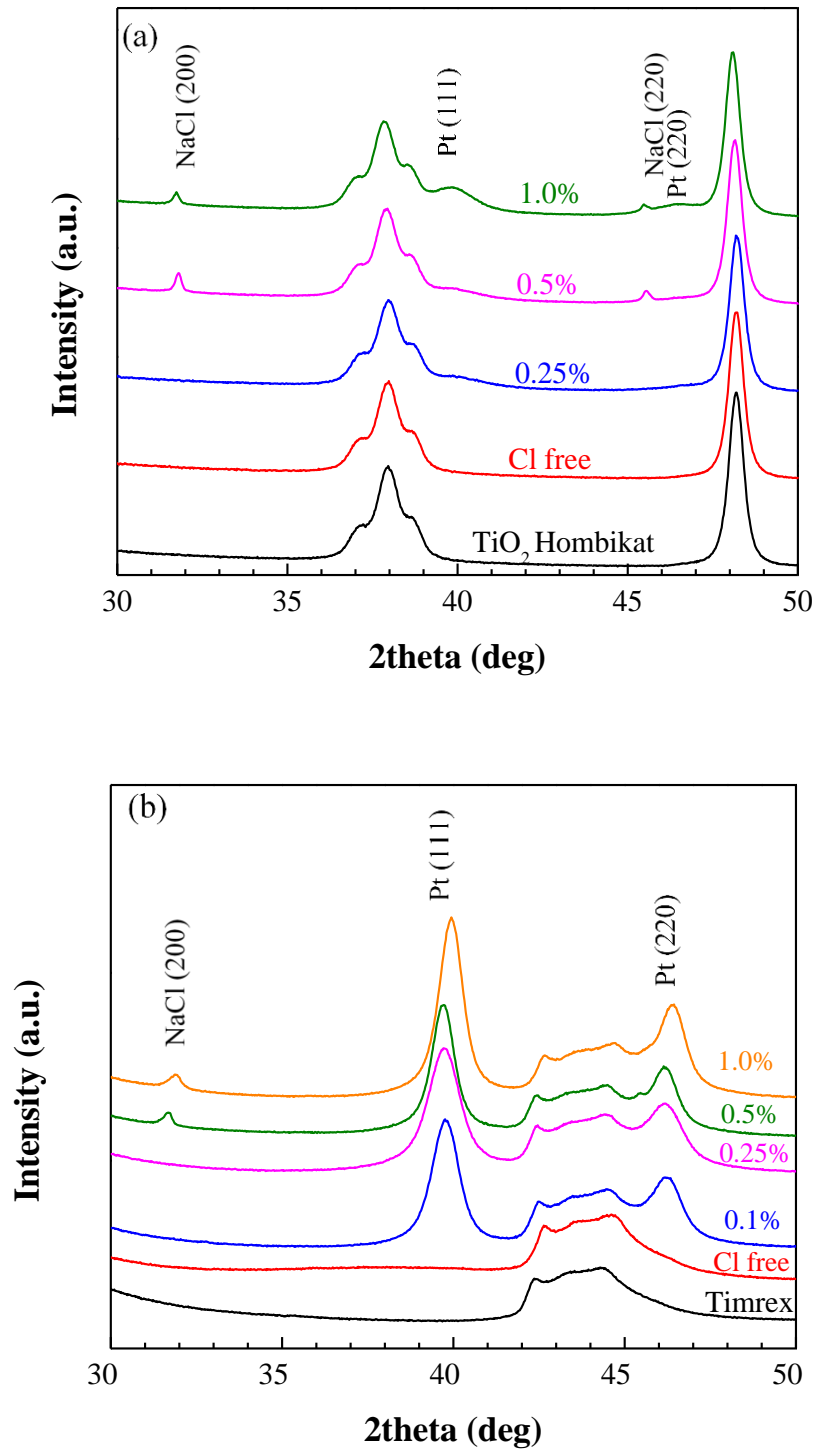 (a)
NaCl (200)
Pt (111)
NaCl (220)
Pt (220)
1.0%
0.5%
0.25%
Cl free
TiO2 Hombikat
Intensity (a.u.)
30 35 40 45 50
2theta (deg)
(b)
NaCl (200)
Pt (111)
Pt (220)
1.0%
0.5%
0.25%
0.1%
Cl free
Timrex
Intensity (a.u.)
30 35 40 45 50
2theta (deg)